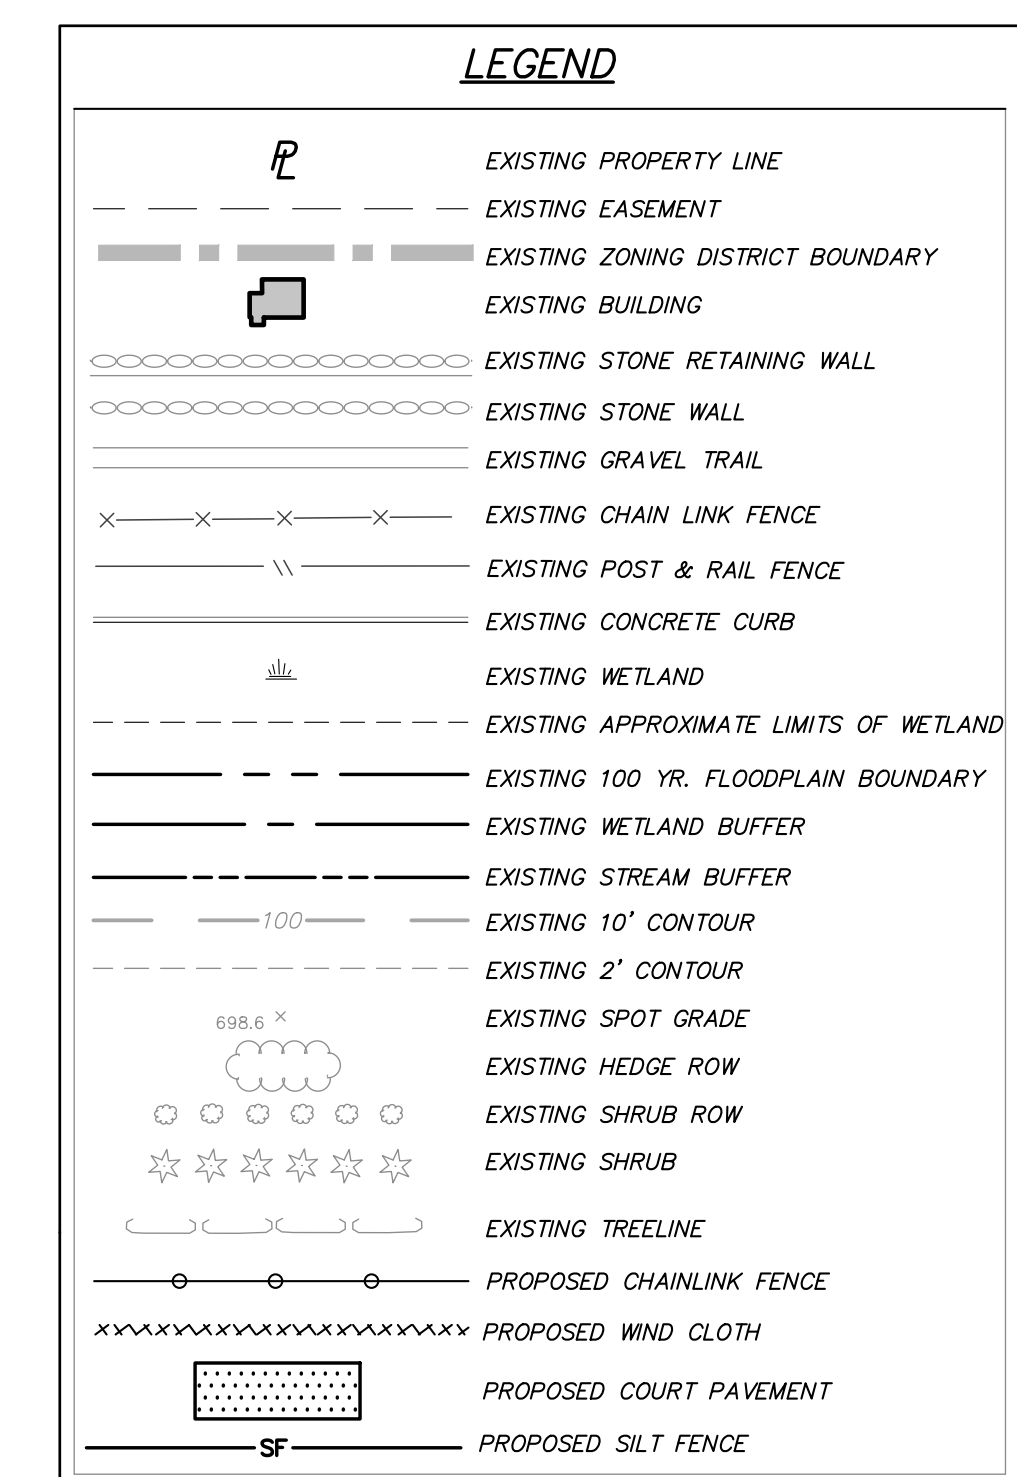 LEGEND
PL EXISTING PROPERTY LINE
EXISTING EASEMENT
EXISTING ZONING DISTRICT BOUNDARY
EXISTING BUILDING
EXISTING STONE RETAINING WALL
EXISTING STONE WALL
EXISTING GRAVEL TRAIL
EXISTING CHAIN LINK FENCE
EXISTING POST & RAIL FENCE
EXISTING CONCRETE CURB
EXISTING WETLAND
EXISTING APPROXIMATE LIMITS OF WETLAND
EXISTING 100 YR. FLOODPLAIN BOUNDARY
EXISTING WETLAND BUFFER
EXISTING STREAM BUFFER
100 EXISTING 10' CONTOUR
EXISTING 2' CONTOUR
698.6 × EXISTING SPOT GRADE
EXISTING HEDGE ROW
EXISTING SHRUB ROW
EXISTING SHRUB
EXISTING TREELINE
PROPOSED CHAINLINK FENCE
PROPOSED WIND CLOTH
PROPOSED COURT PAVEMENT
SF PROPOSED SILT FENCE